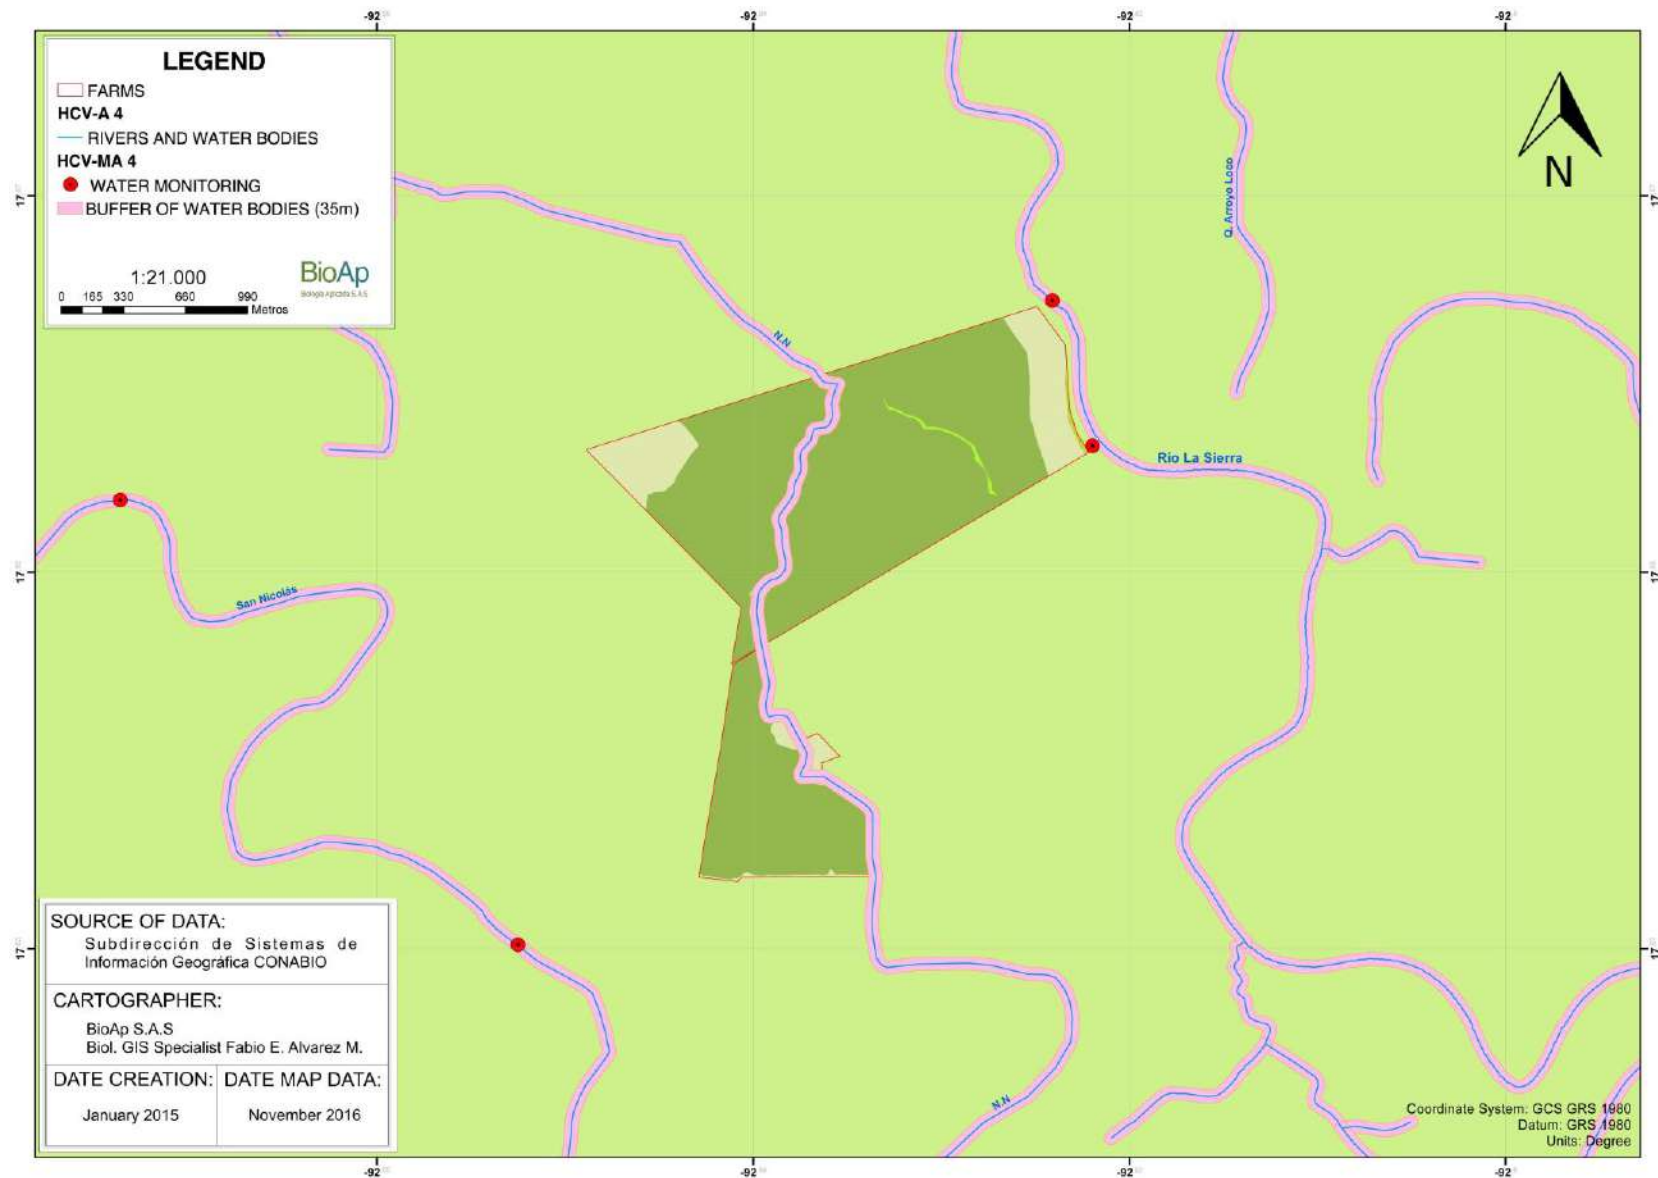 LEGEND
FARMS
HCV-A 4
RIVERS AND WATER BODIES
HCV-MA 4
WATER MONITORING
BUFFER OF WATER BODIES (35m)
1:21.000
0 165 330 660 990
Metros
BioAp
Biología Aplicada S.A.S
N
Q. Arroyo Loco
N.N
Rio La Sierra
San Nicolás
N.N
SOURCE OF DATA:
Subdirección de Sistemas de
Información Geográfica CONABIO
CARTOGRAPHER:
BioAp S.A.S
Biol. GIS Specialist Fabio E. Alvarez M.
DATE CREATION: DATE MAP DATA:
January 2015 November 2016
Coordinate System: GCS GRS 1980
Datum: GRS 1980
Units: Degree